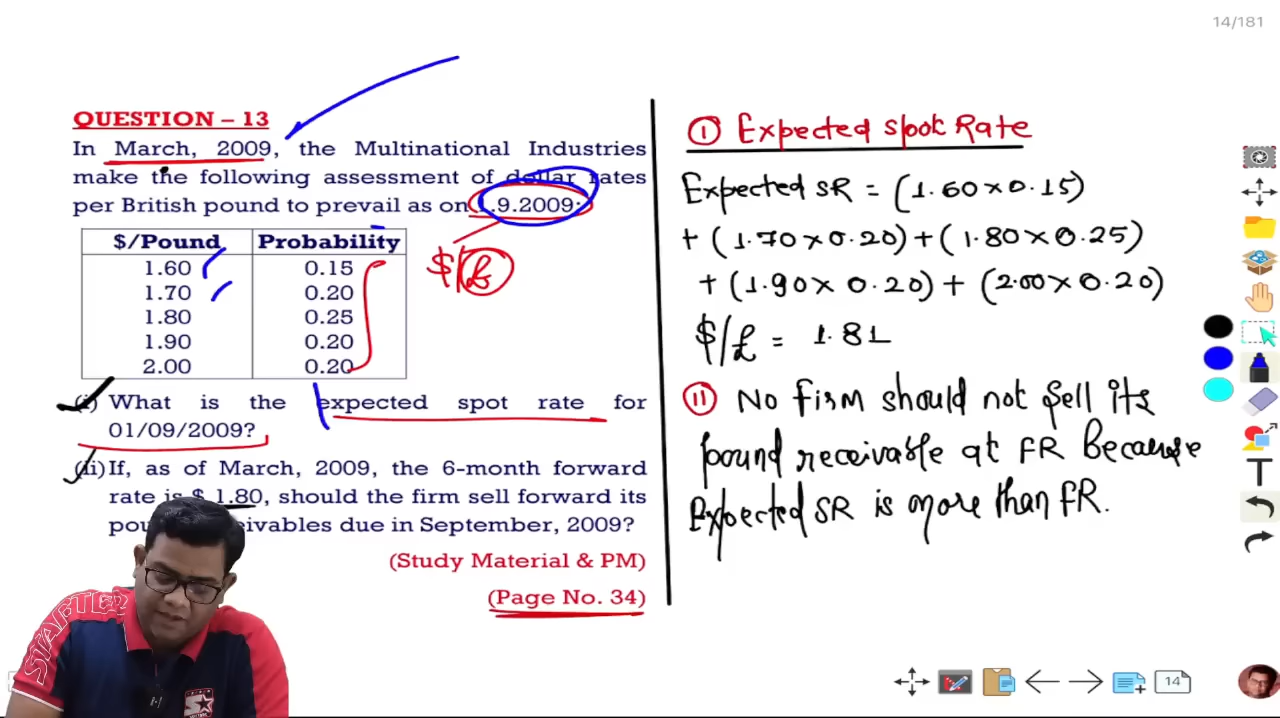 14/181
QUESTION – 13
In March, 2009, the Multinational Industries
make the following assessment of dollar rates
per British pound to prevail as on 1.9.2009:
$/Pound Probability
1.60 0.15
1.70 0.20
1.80 0.25
1.90 0.20
2.00 0.20
$/£
(i) What is the expected spot rate for
01/09/2009?
(ii) If, as of March, 2009, the 6-month forward
rate is $ 1.80, should the firm sell forward its
receivables due in September, 2009?
(Study Material & PM)
(Page No. 34)
I Expected spot Rate
Expected SR = (1.60 × 0.15)
+ (1.70 × 0.20) + (1.80 × 0.25)
+ (1.90 × 0.20) + (2.00 × 0.20)
$/£ = 1.81
II No firm should not sell its
pound receivable at FR Because
Expected SR is more than FR.
STARTER
T
14